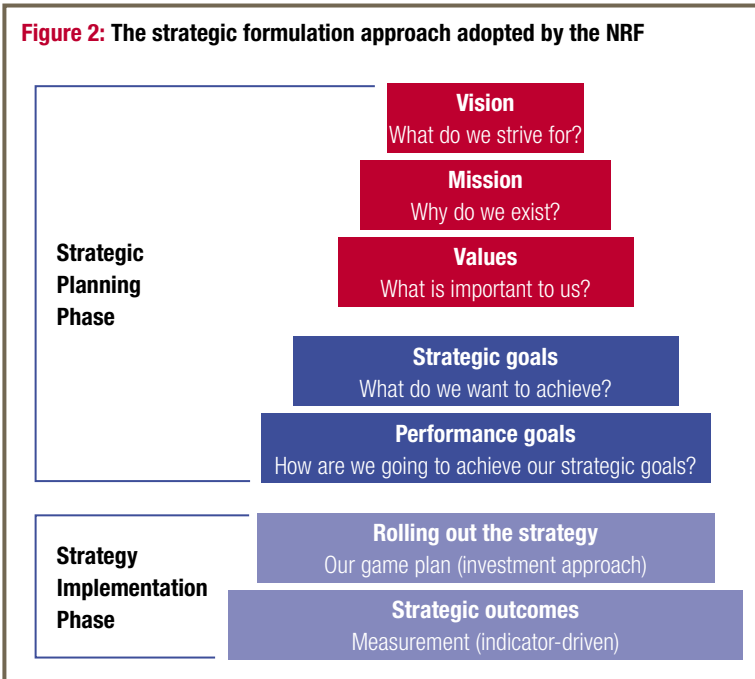 Figure 2: The strategic formulation approach adopted by the NRF
Strategic
Planning
Phase
Vision
What do we strive for?
Mission
Why do we exist?
Values
What is important to us?
Strategic goals
What do we want to achieve?
Performance goals
How are we going to achieve our strategic goals?
Strategy
Implementation
Phase
Rolling out the strategy
Our game plan (investment approach)
Strategic outcomes
Measurement (indicator-driven)